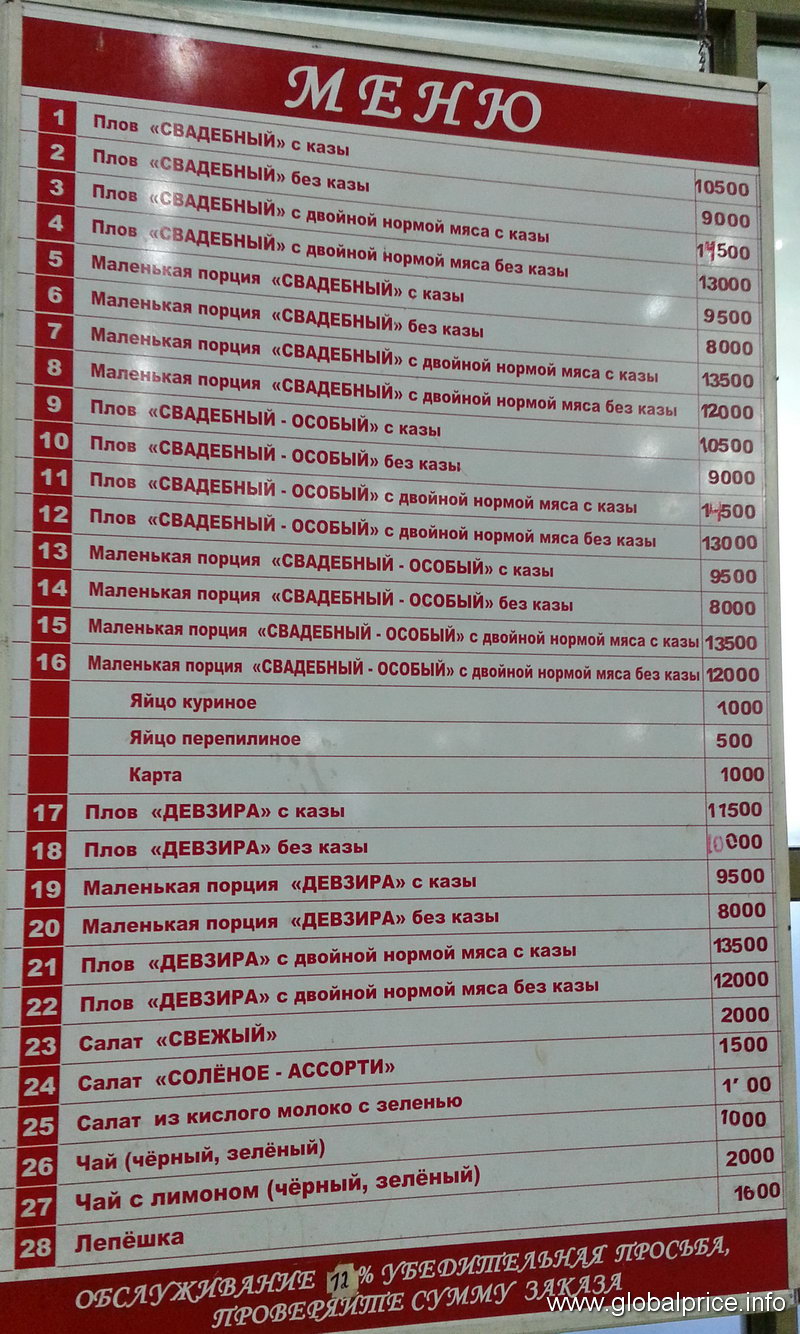 МЕНЮ
1 Плов «СВАДЕБНЫЙ» с казы 10500
2 Плов «СВАДЕБНЫЙ» без казы 9000
3 Плов «СВАДЕБНЫЙ» с двойной нормой мяса с казы 14500
4 Плов «СВАДЕБНЫЙ» с двойной нормой мяса без казы 13000
5 Маленькая порция «СВАДЕБНЫЙ» с казы 9500
6 Маленькая порция «СВАДЕБНЫЙ» без казы 8000
7 Маленькая порция «СВАДЕБНЫЙ» с двойной нормой мяса с казы 13500
8 Маленькая порция «СВАДЕБНЫЙ» с двойной нормой мяса без казы 12000
9 Плов «СВАДЕБНЫЙ - ОСОБЫЙ» с казы 10500
10 Плов «СВАДЕБНЫЙ - ОСОБЫЙ» без казы 9000
11 Плов «СВАДЕБНЫЙ - ОСОБЫЙ» с двойной нормой мяса с казы 14500
12 Плов «СВАДЕБНЫЙ - ОСОБЫЙ» с двойной нормой мяса без казы 13000
13 Маленькая порция «СВАДЕБНЫЙ - ОСОБЫЙ» с казы 9500
14 Маленькая порция «СВАДЕБНЫЙ - ОСОБЫЙ» без казы 8000
15 Маленькая порция «СВАДЕБНЫЙ - ОСОБЫЙ» с двойной нормой мяса с казы 13500
16 Маленькая порция «СВАДЕБНЫЙ - ОСОБЫЙ» с двойной нормой мяса без казы 12000
Яйцо куриное 1000
Яйцо перепилиное 500
Карта 1000
17 Плов «ДЕВЗИРА» с казы 11500
18 Плов «ДЕВЗИРА» без казы 10000
19 Маленькая порция «ДЕВЗИРА» с казы 9500
20 Маленькая порция «ДЕВЗИРА» без казы 8000
21 Плов «ДЕВЗИРА» с двойной нормой мяса с казы 13500
22 Плов «ДЕВЗИРА» с двойной нормой мяса без казы 12000
23 Салат «СВЕЖЫЙ» 2000
24 Салат «СОЛЁНОЕ - АССОРТИ» 1500
25 Салат из кислого молоко с зеленью
26 Чай (чёрный, зелёный) 1000
27 Чай с лимоном (чёрный, зелёный) 2000
28 Лепёшка
ОБСЛУЖИВАНИЕ 12 % УБЕДИТЕЛЬНАЯ ПРОСЬБА,
ПРОВЕРЯЙТЕ СУММУ ЗАКАЗА
www.globalprice.info